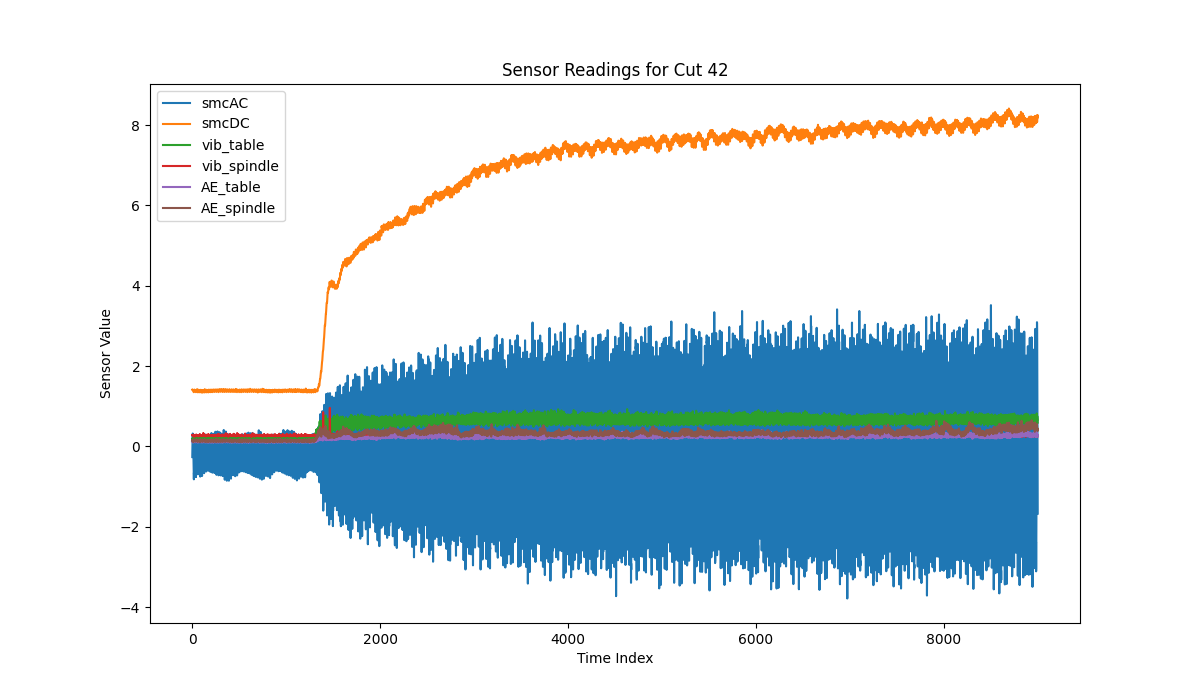 Sensor Readings for Cut 42
smcAC
smcDC
vib_table
vib_spindle
AE_table
AE_spindle
Sensor Value
8
6
4
2
0
−2
−4
0 2000 4000 6000 8000
Time Index